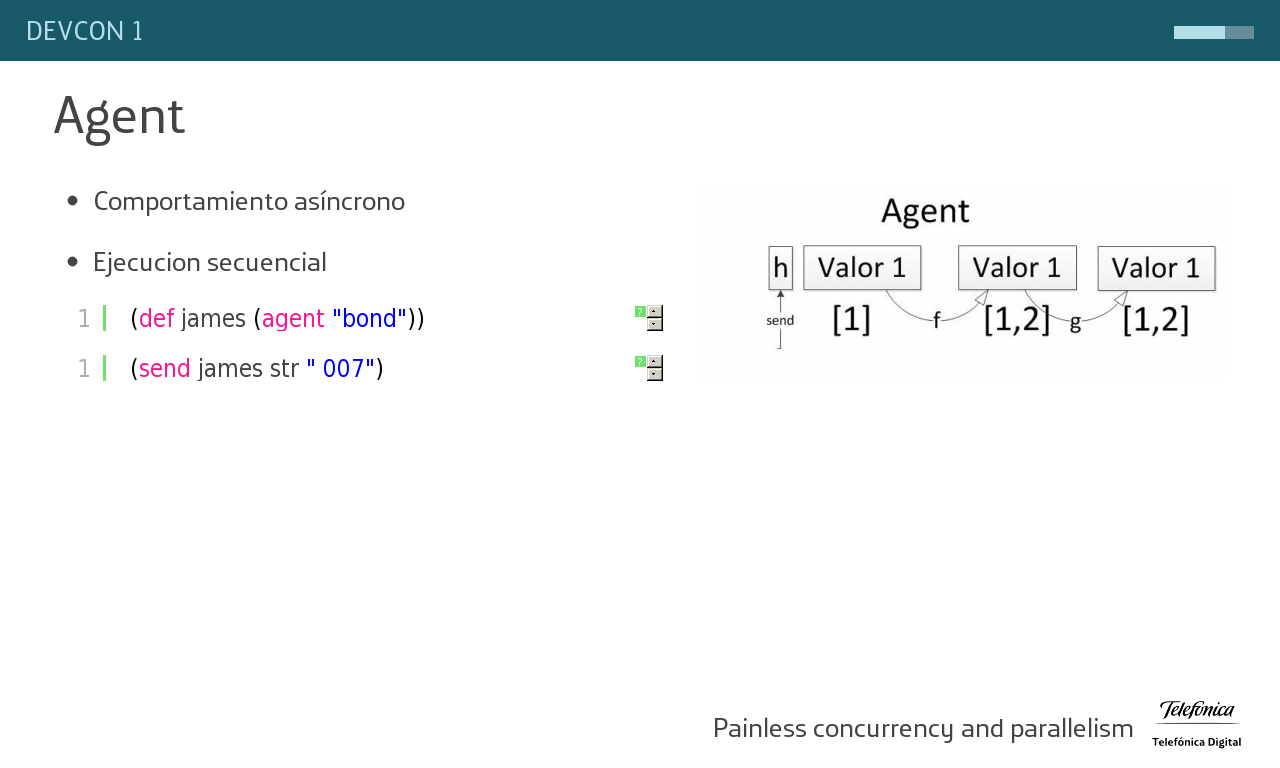 DEVCON 1
Agent
Comportamiento asíncrono
Ejecucion secuencial
1 (def james (agent "bond"))
?
1 (send james str " 007")
?
Agent
h Valor 1 Valor 1 Valor 1
send [1] f [1,2] g [1,2]
Painless concurrency and parallelism
Telefónica
Telefónica Digital